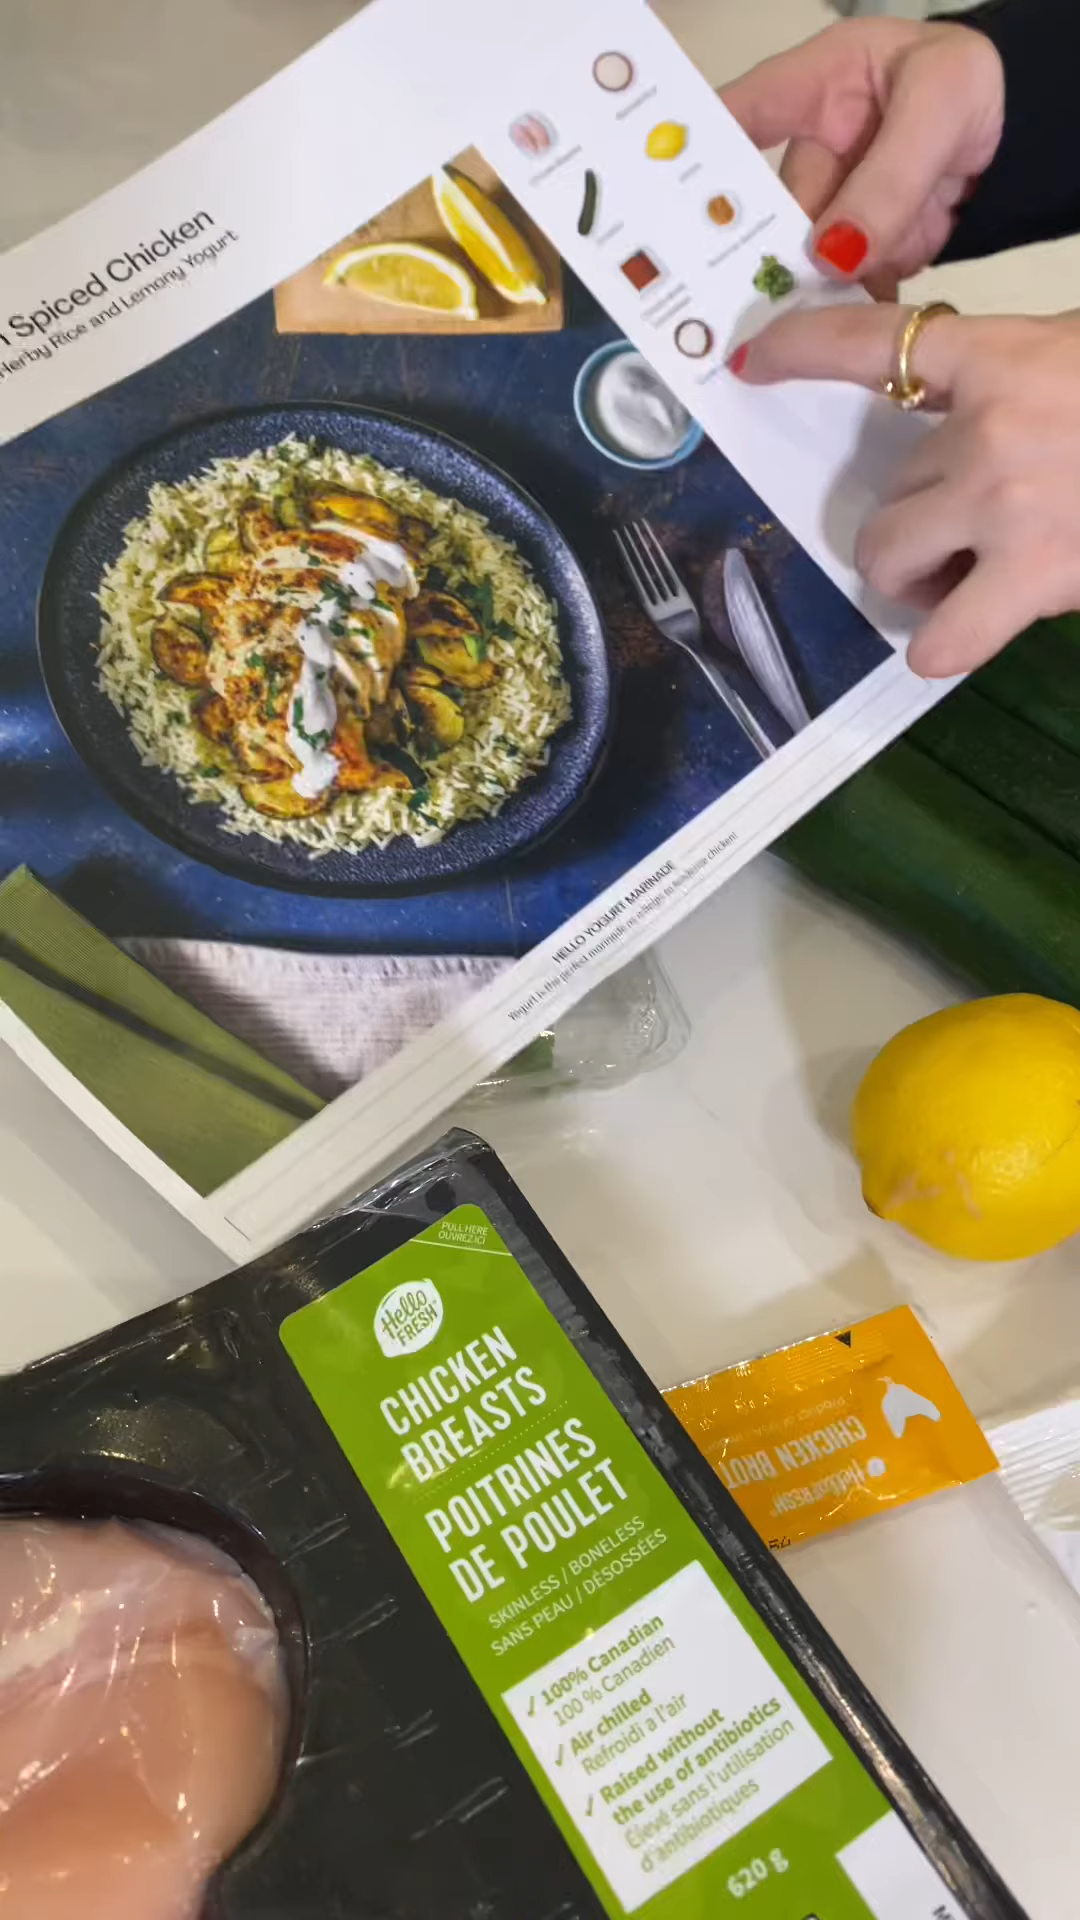 Spiced Chicken
Herby Rice and Lemony Yogurt
HELLO YOGURT MARINADE
Yogurt is the perfect marinade as it helps to tenderize chicken!
PULL HERE
OUVREZ ICI
Hello
FRESH
CHICKEN
BREASTS
POITRINES
DE POULET
SKINLESS / BONELESS
SANS PEAU / DÉSOSSÉES
✓ 100% Canadian
100 % Canadien
✓ Air chilled
Refroidi a l'air
✓ Raised without
the use of antibiotics
Élevé sans l'utilisation
d'antibiotiques
620 g
HelloFRESH
CHICKEN
Product of